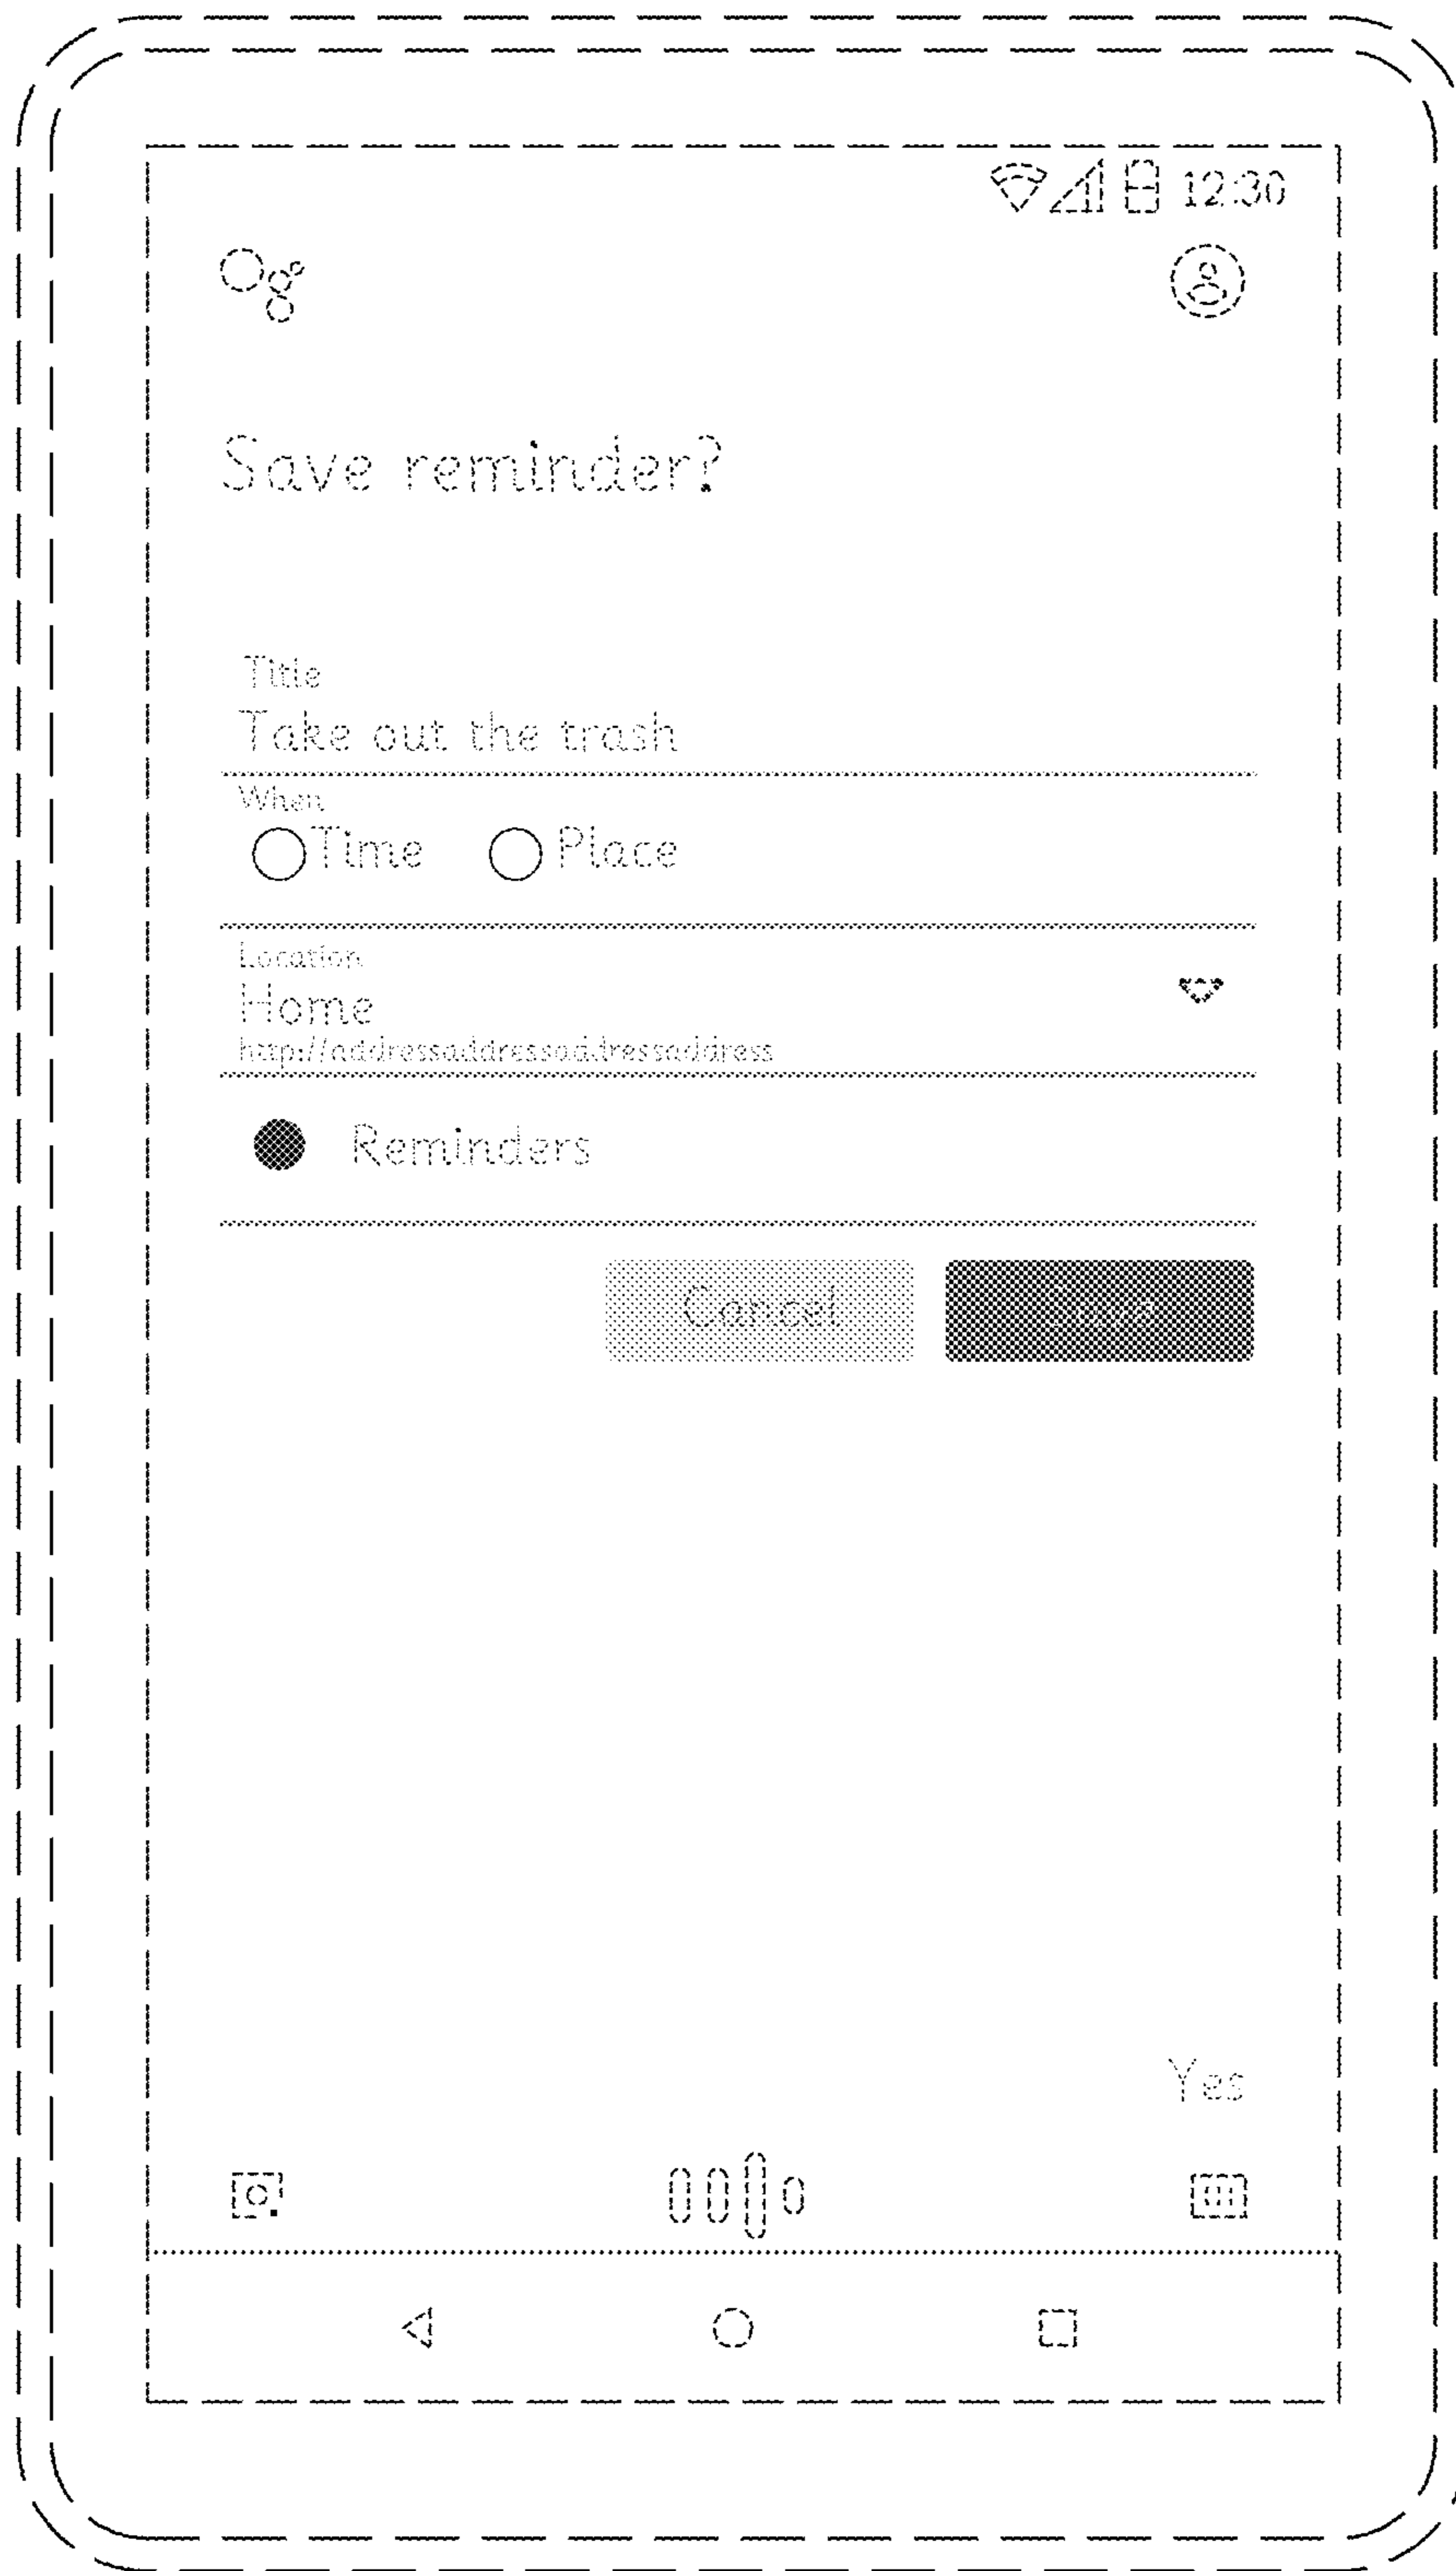 12:30
Save reminder?
Title
Take out the trash
When
Time Place
Location
Home
http://addressaddressaddressaddress
Reminders
Cancel
Yes